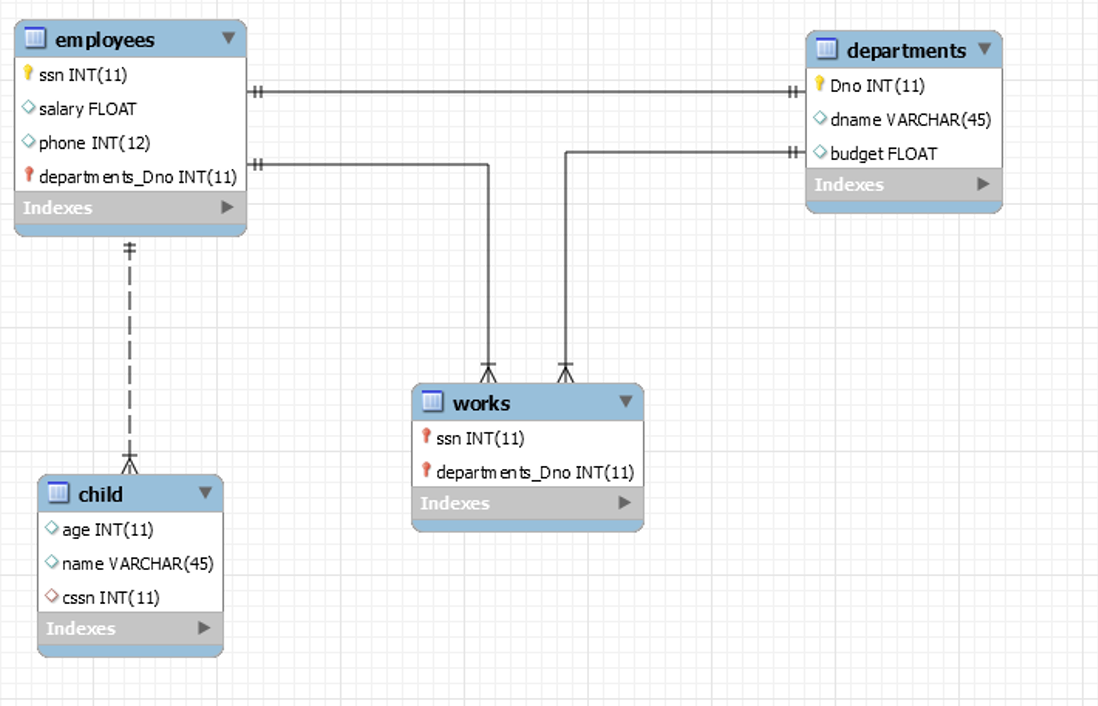 employees
ssn INT(11)
salary FLOAT
phone INT(12)
departments_Dno INT(11)
Indexes
departments
Dno INT(11)
dname VARCHAR(45)
budget FLOAT
Indexes
works
ssn INT(11)
departments_Dno INT(11)
Indexes
child
age INT(11)
name VARCHAR(45)
cssn INT(11)
Indexes